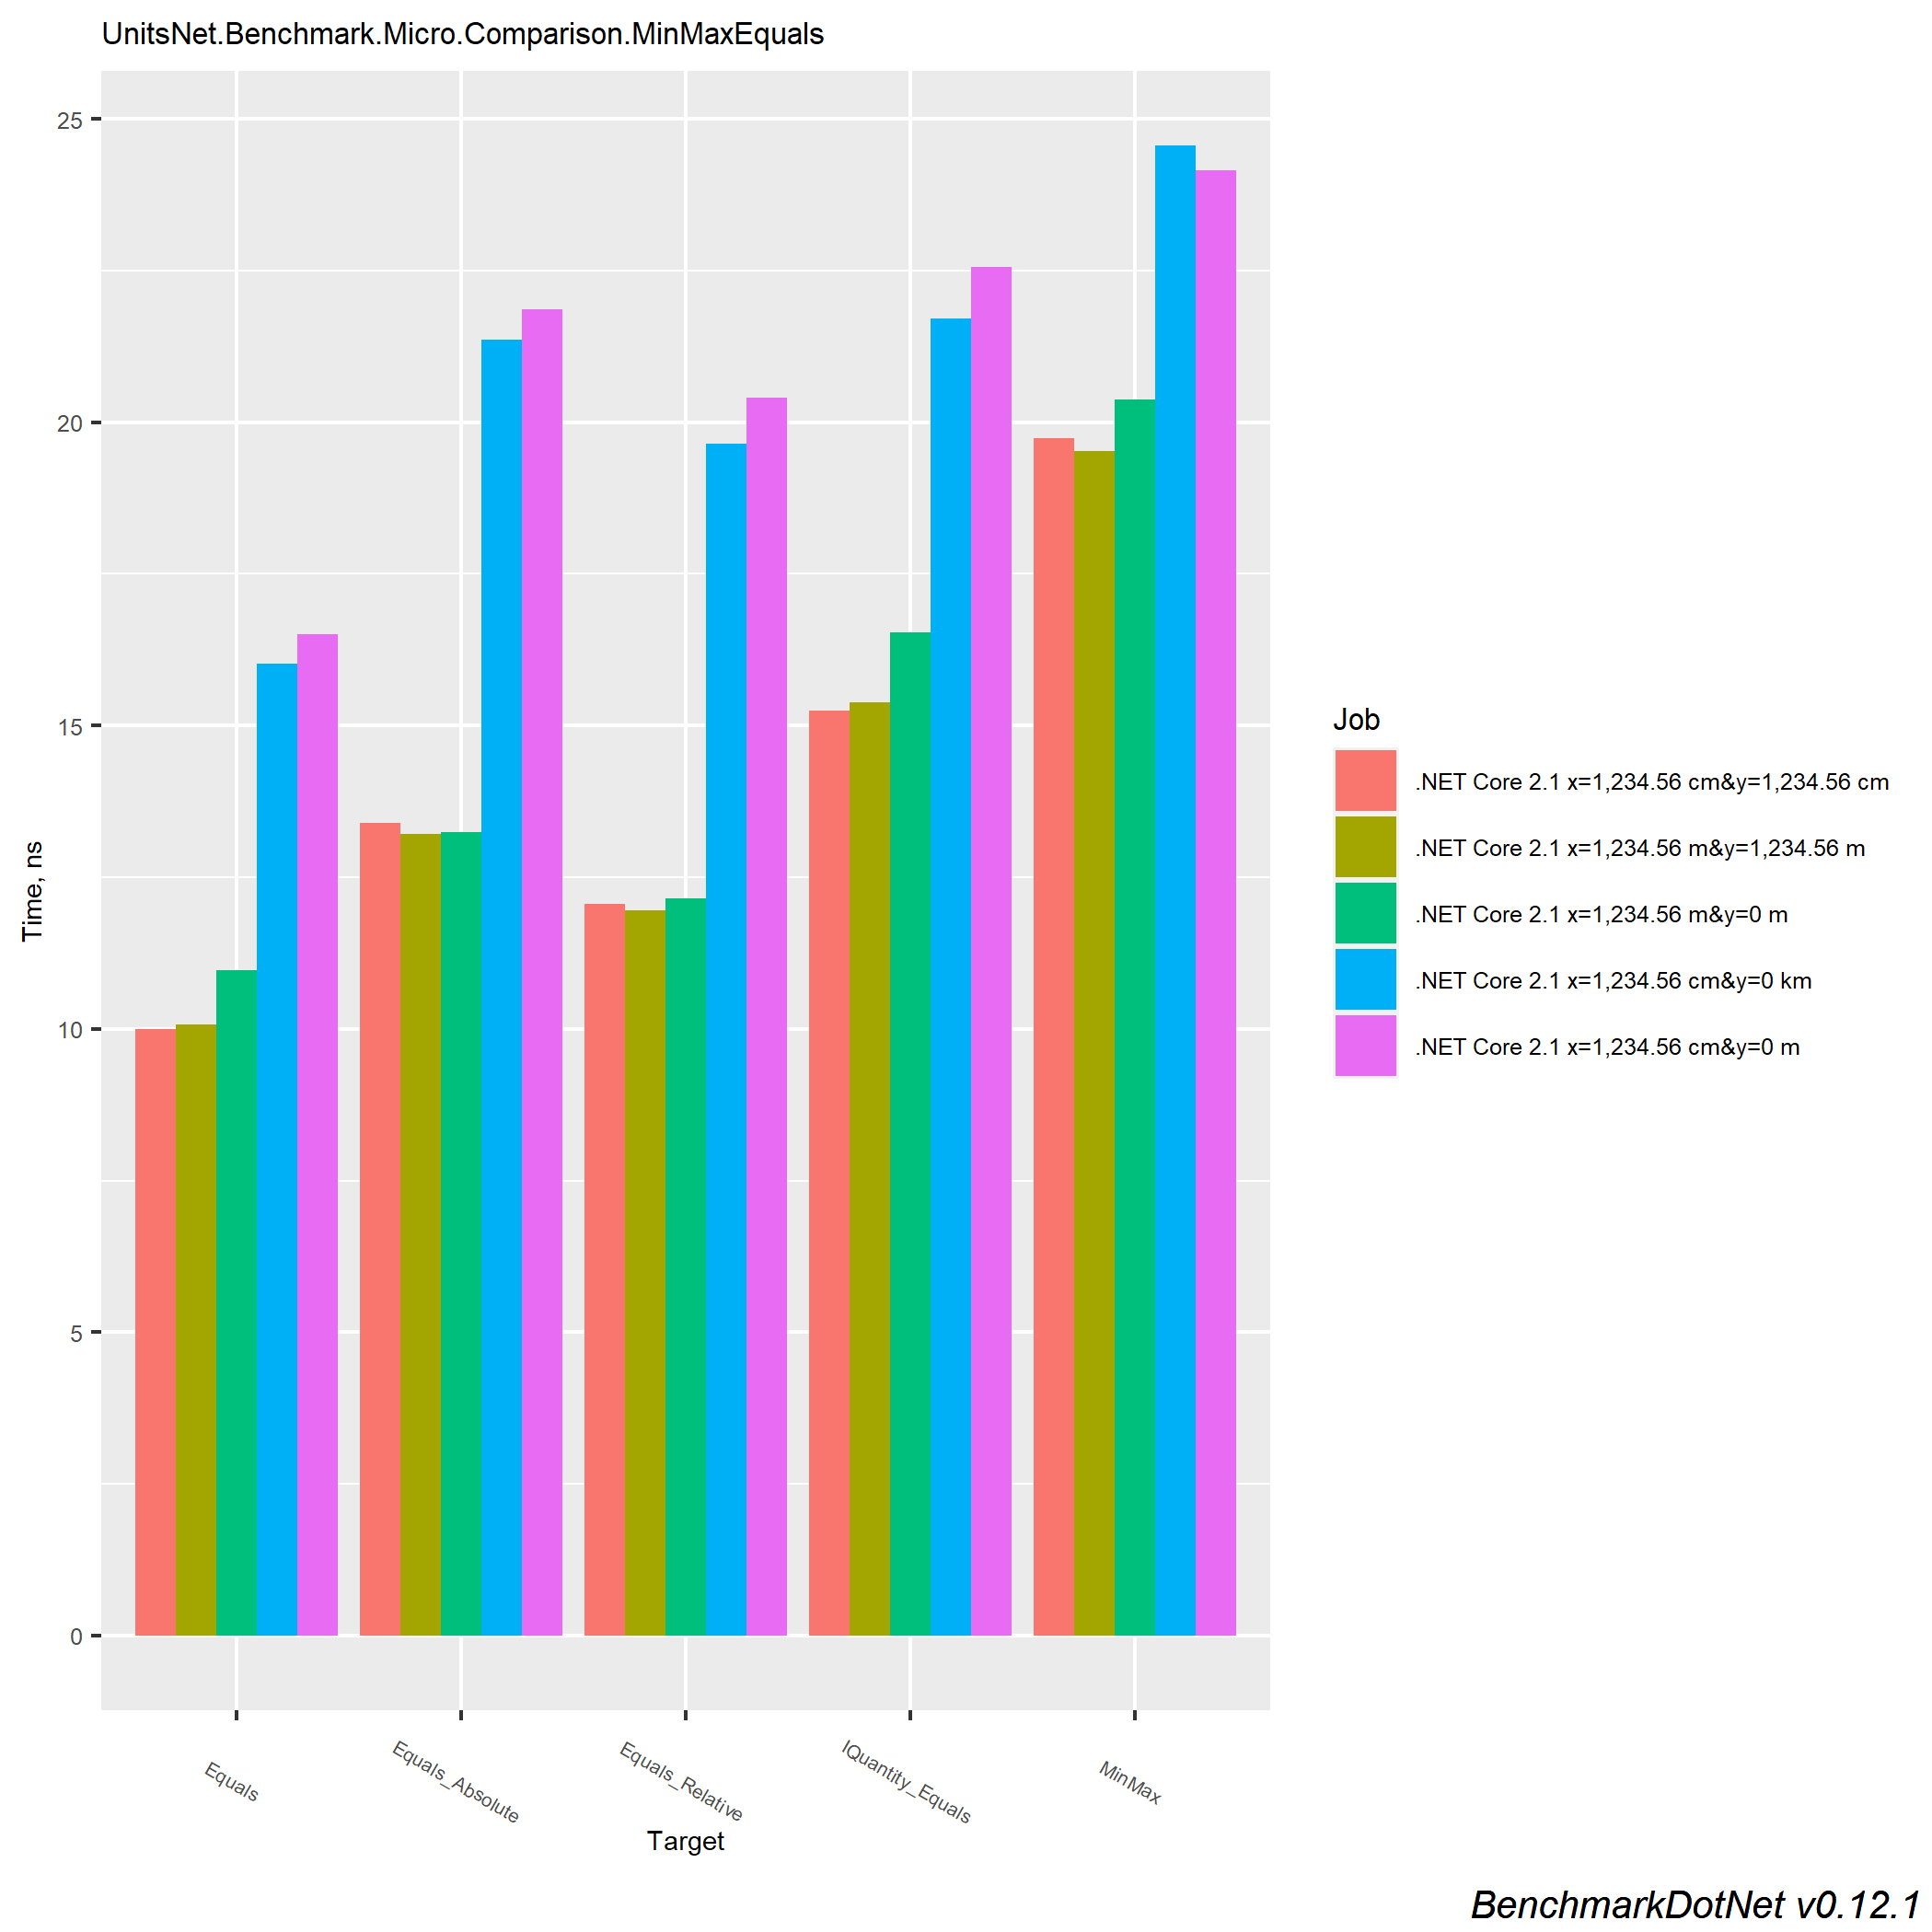 UnitsNet.Benchmark.Micro.Comparison.MinMaxEquals
25
20
15
10
5
0
Time, ns
Equals
Equals_Absolute
Equals_Relative
IQuantity_Equals
MinMax
Target
Job
.NET Core 2.1 x=1,234.56 cm&y=1,234.56 cm
.NET Core 2.1 x=1,234.56 m&y=1,234.56 m
.NET Core 2.1 x=1,234.56 m&y=0 m
.NET Core 2.1 x=1,234.56 cm&y=0 km
.NET Core 2.1 x=1,234.56 cm&y=0 m
BenchmarkDotNet v0.12.1